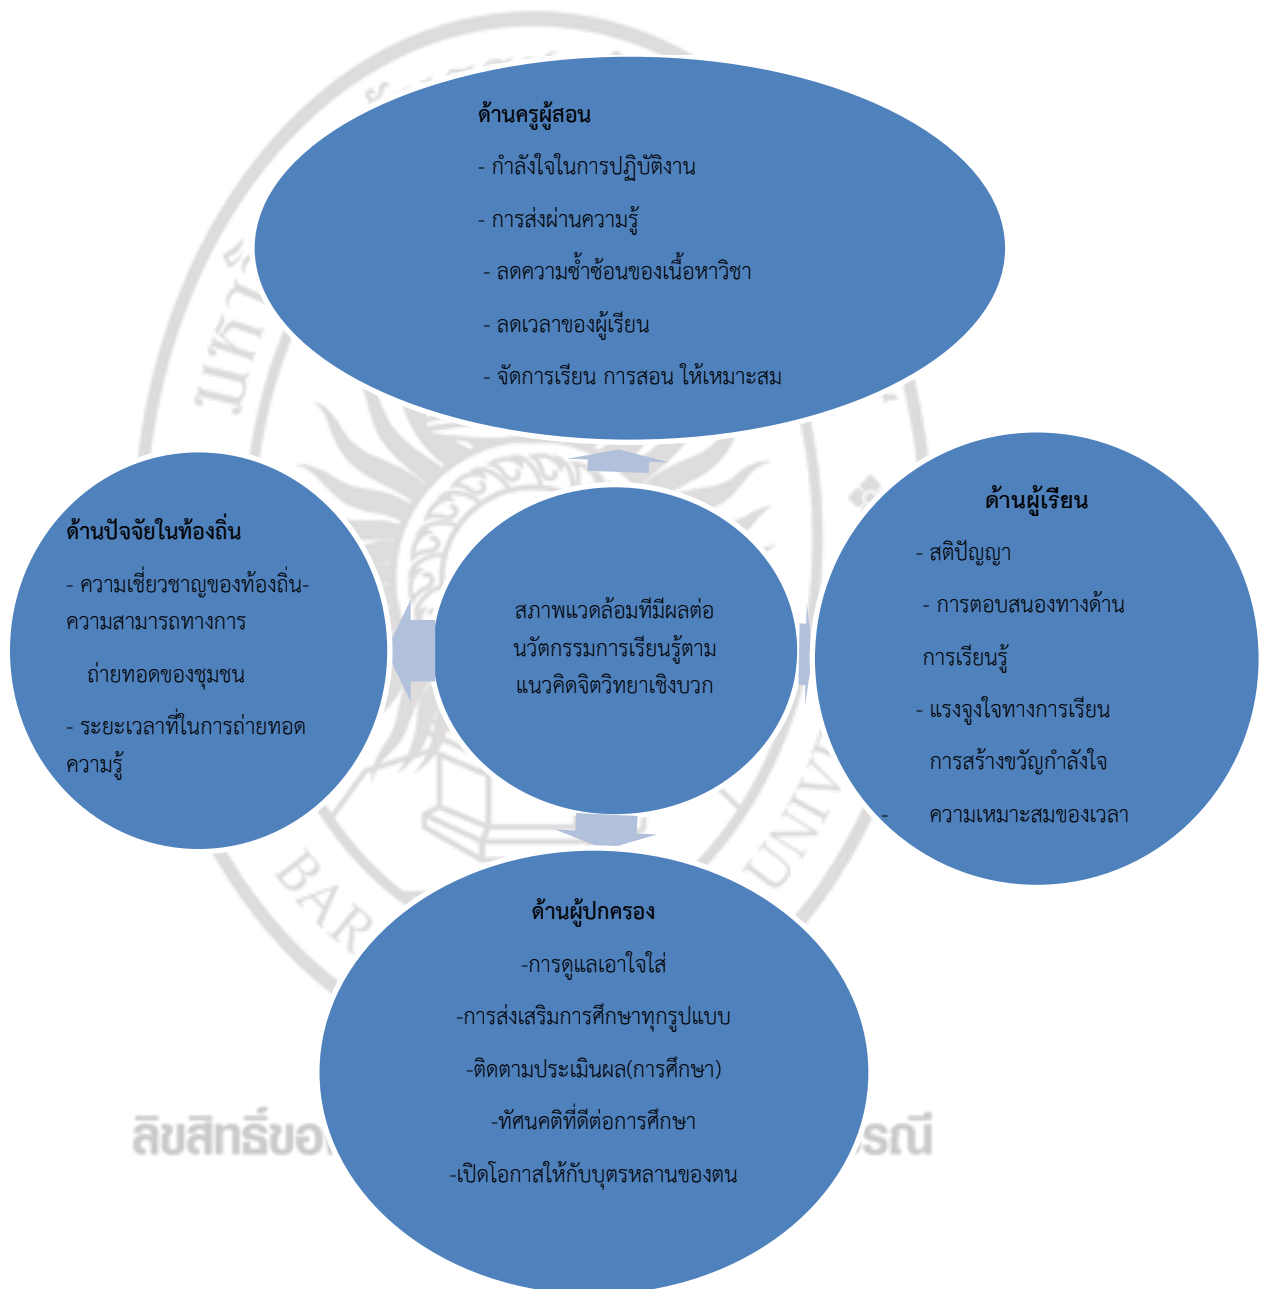 ด้านครูผู้สอน
- กำลังใจในการปฏิบัติงาน
- การส่งผ่านความรู้
- ลดความซ้ำซ้อนของเนื้อหาวิชา
- ลดเวลาของผู้เรียน
- จัดการเรียน การสอน ให้เหมาะสม
ด้านปัจจัยในท้องถิ่น
- ความเชี่ยวชาญของท้องถิ่น-
ความสามารถทางการ
ถ่ายทอดของชุมชน
- ระยะเวลาที่ในการถ่ายทอด
ความรู้
สภาพแวดล้อมทีมีผลต่อ
นวัตกรรมการเรียนรู้ตาม
แนวคิดจิตวิทยาเชิงบวก
ด้านผู้เรียน
- สติปัญญา
- การตอบสนองทางด้าน
การเรียนรู้
- แรงจูงใจทางการเรียน
การสร้างขวัญกำลังใจ
- ความเหมาะสมของเวลา
ด้านผู้ปกครอง
-การดูแลเอาใจใส่
-การส่งเสริมการศึกษาทุกรูปแบบ
-ติดตามประเมินผล(การศึกษา)
-ทัศนคติที่ดีต่อการศึกษา
-เปิดโอกาสให้กับบุตรหลานของตน